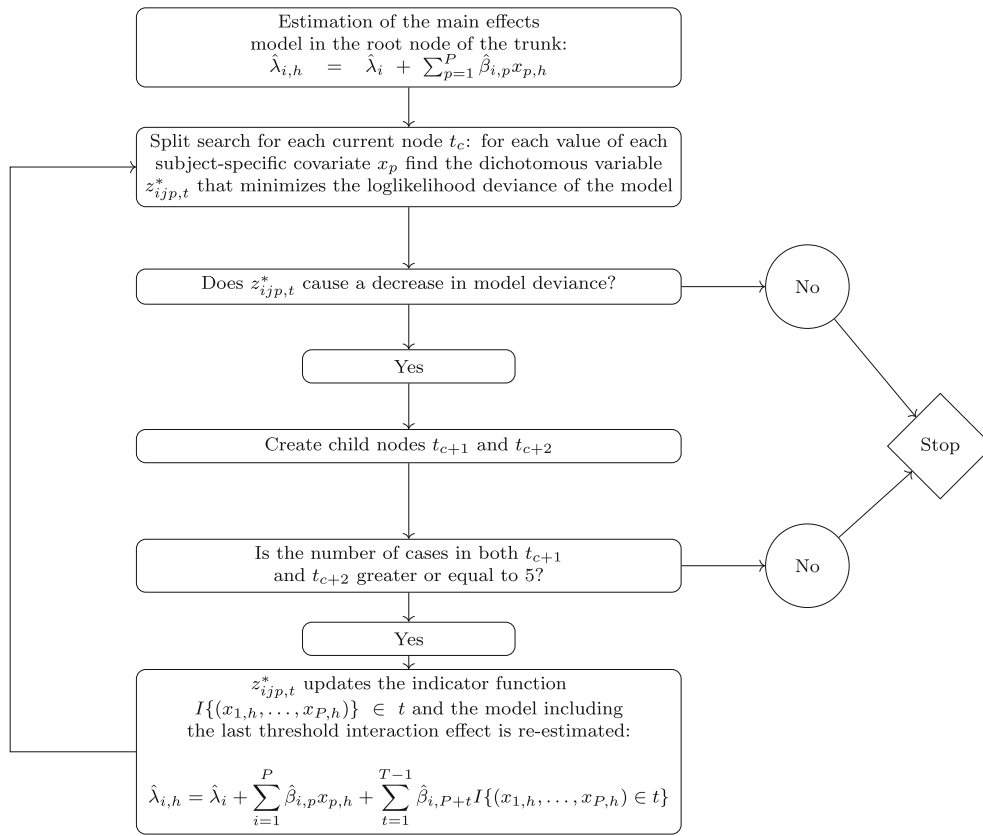 Estimation of the main effects
model in the root node of the trunk:
λ̂_{i,h} = λ̂_i + ∑_{p=1}^{P} β̂_{i,p} x_{p,h}
Split search for each current node t_c: for each value of each
subject-specific covariate x_p find the dichotomous variable
z*_{ijp,t} that minimizes the loglikelihood deviance of the model
Does z*_{ijp,t} cause a decrease in model deviance?
No
Yes
Create child nodes t_{c+1} and t_{c+2}
Stop
Is the number of cases in both t_{c+1}
and t_{c+2} greater or equal to 5?
No
Yes
z*_{ijp,t} updates the indicator function
I{(x_{1,h}, . . . , x_{P,h})} ∈ t and the model including
the last threshold interaction effect is re-estimated:
λ̂_{i,h} = λ̂_i + ∑_{i=1}^{P} β̂_{i,p} x_{p,h} + ∑_{t=1}^{T−1} β̂_{i,P+t} I{(x_{1,h}, . . . , x_{P,h}) ∈ t}